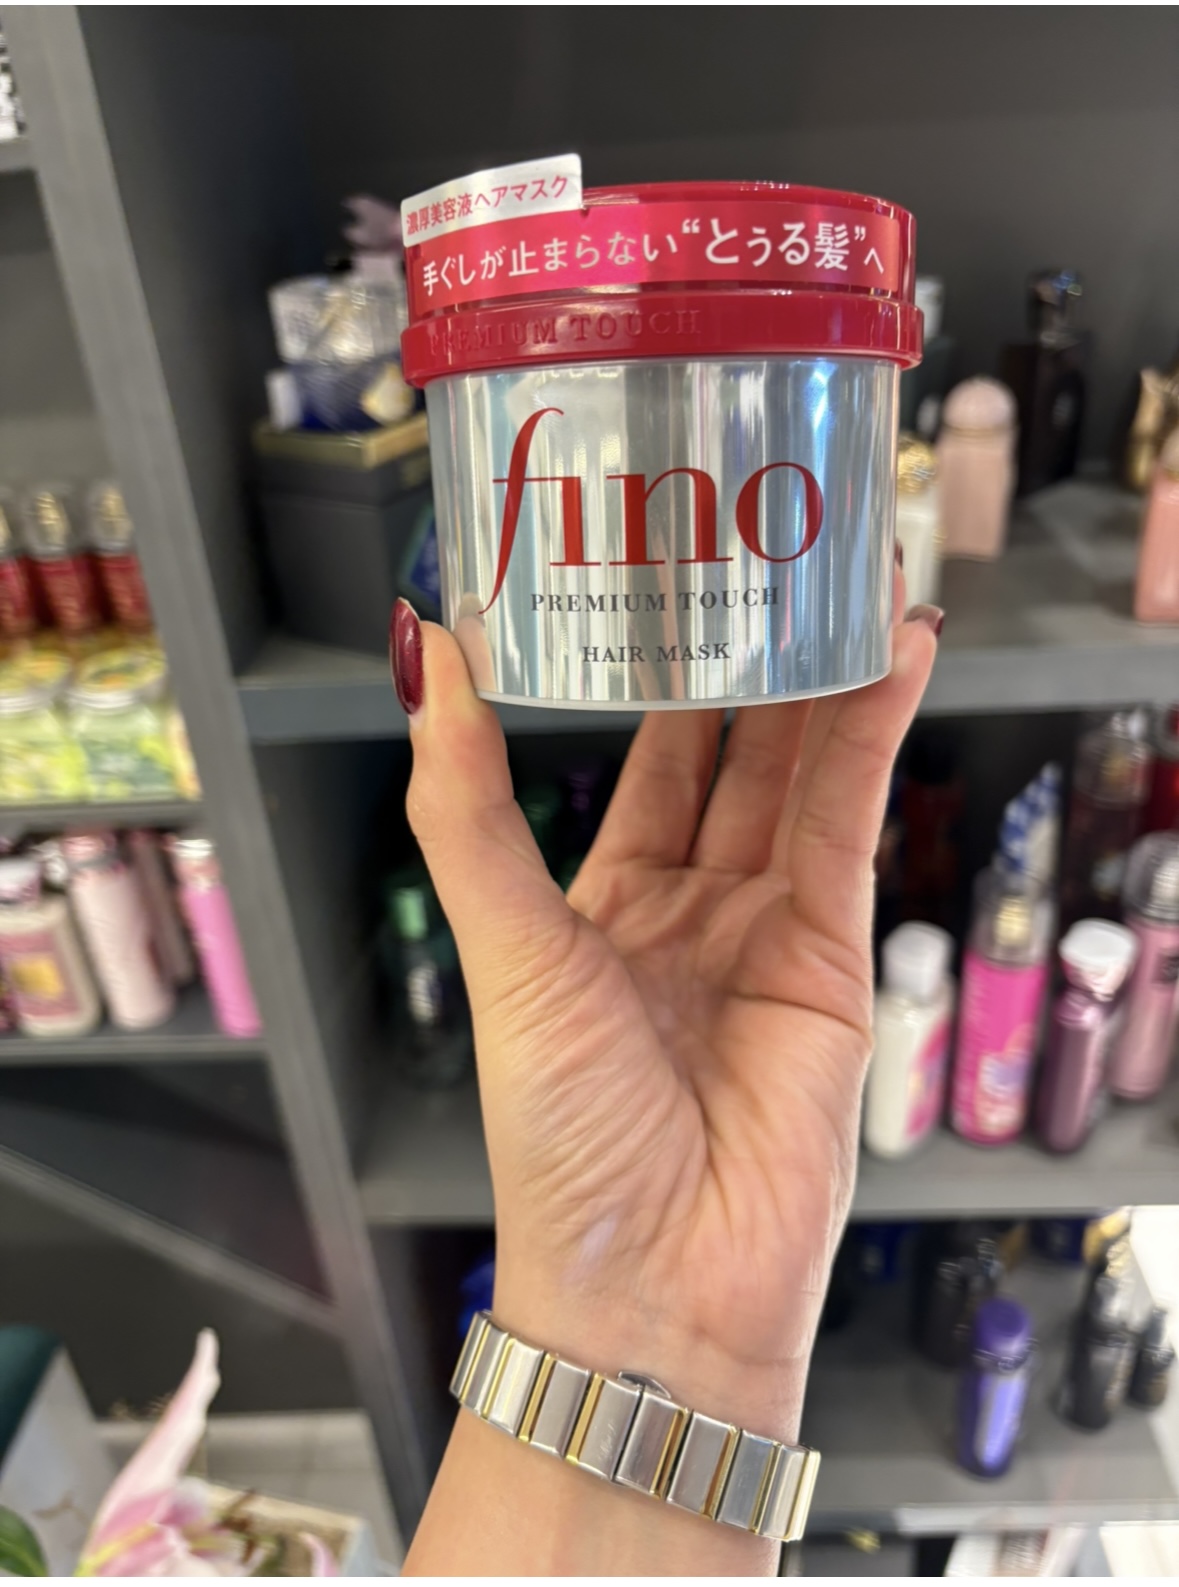 濃厚美容液ヘアマスク
手ぐしが止まらない“とぅる髪”へ
PREMIUM TOUCH
fino
PREMIUM TOUCH
HAIR MASK